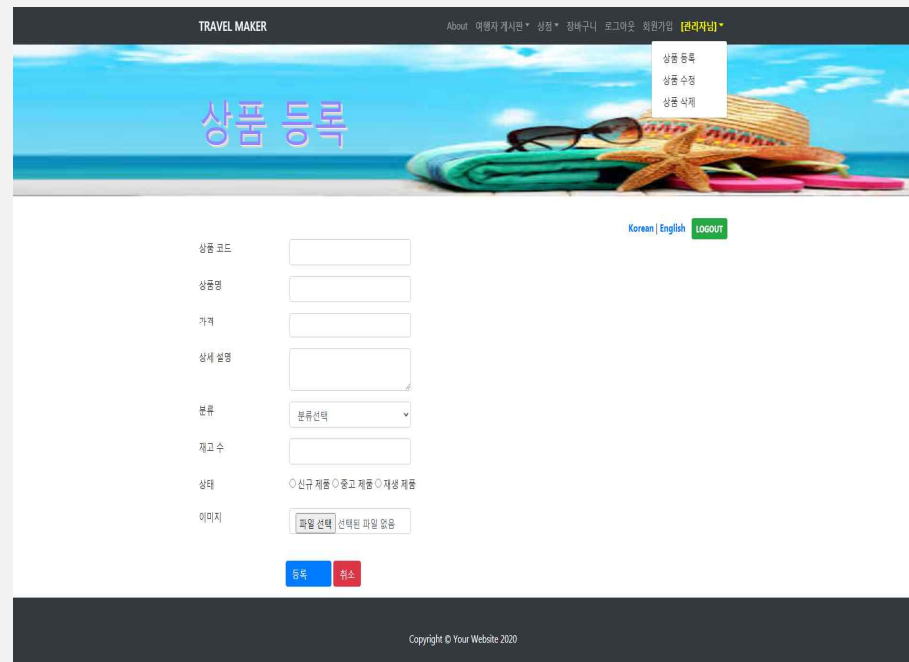 TRAVEL MAKER About 여행자 게시판 상점 장바구니 로그아웃 회원가입 [관리자님]
상품 등록
상품 수정
상품 삭제
상품 등록
Korean | English LOGOUT
상품 코드
상품명
가격
상세 설명
분류 분류선택
재고 수
상태 신규 제품 중고 제품 재생 제품
이미지 파일 선택 선택된 파일 없음
등록 취소
Copyright © Your Website 2020